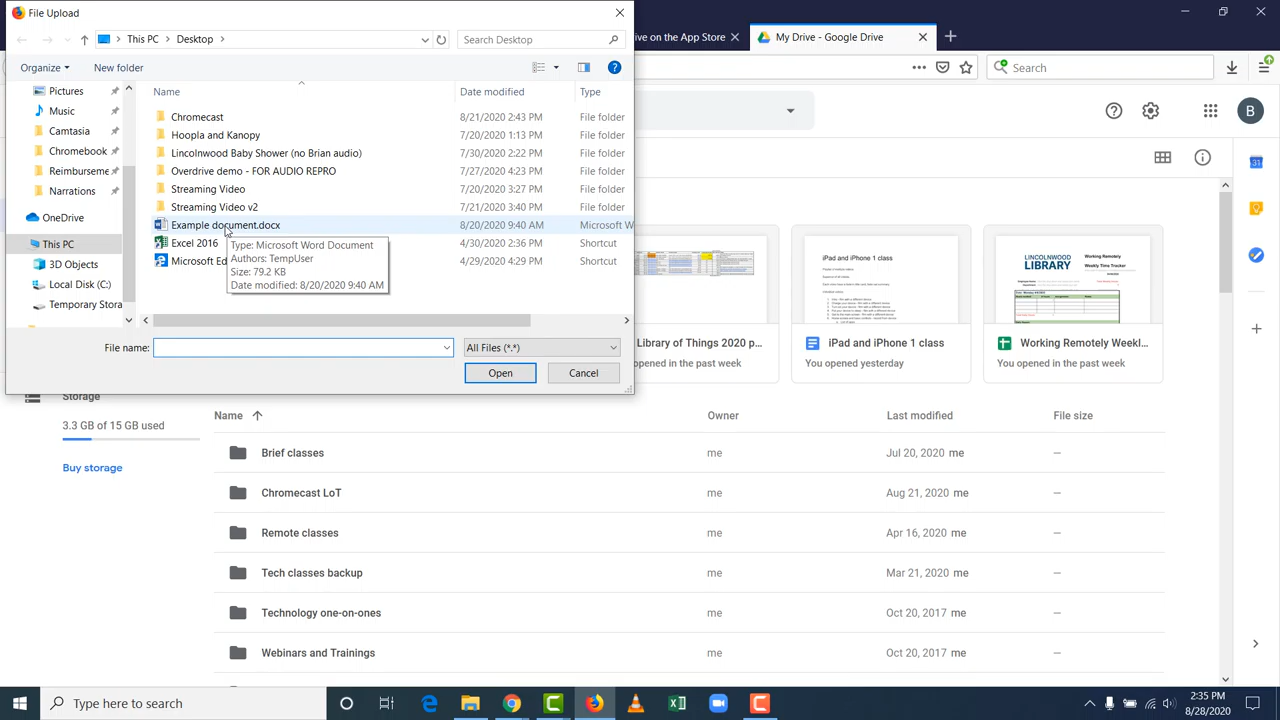 File Upload
ive on the App Store
My Drive - Google Drive
This PC > Desktop >
Search Desktop
Organize
New folder
Search
Name
Date modified
Type
Pictures
Music
Camtasia
Chromebook
Reimburseme
Narrations
OneDrive
This PC
3D Objects
Local Disk (C:)
Temporary Stora
Chromecast 8/21/2020 2:43 PM File folder
Hoopla and Kanopy 7/20/2020 1:13 PM File folder
Lincolnwood Baby Shower (no Brian audio) 7/30/2020 2:22 PM File folder
Overdrive demo - FOR AUDIO REPRO 7/27/2020 4:23 PM File folder
Streaming Video 7/20/2020 3:27 PM File folder
Streaming Video v2 7/21/2020 3:40 PM File folder
Example document.docx 8/20/2020 9:40 AM Microsoft W
Excel 2016 4/30/2020 2:36 PM Shortcut
Microsoft Ed 4/29/2020 4:29 PM Shortcut
Type: Microsoft Word Document
Authors: TempUser
Size: 79.2 KB
Date modified: 8/20/2020 9:40 AM
File name:
All Files (*.*)
Open
Cancel
B
31
iPad and iPhone 1 class
LINCOLNWOOD
LIBRARY
Working Remotely
Weekly Time Tracker
Library of Things 2020 p...
You opened in the past week
iPad and iPhone 1 class
You opened yesterday
Working Remotely Weekl...
You opened in the past week
Storage
3.3 GB of 15 GB used
Buy storage
Name Owner Last modified File size
Brief classes me Jul 20, 2020 me —
Chromecast LoT me Aug 21, 2020 me —
Remote classes me Apr 16, 2020 me —
Tech classes backup me Mar 21, 2020 me —
Technology one-on-ones me Oct 20, 2017 me —
Webinars and Trainings me Oct 20, 2017 me —
Type here to search
2:35 PM
8/28/2020